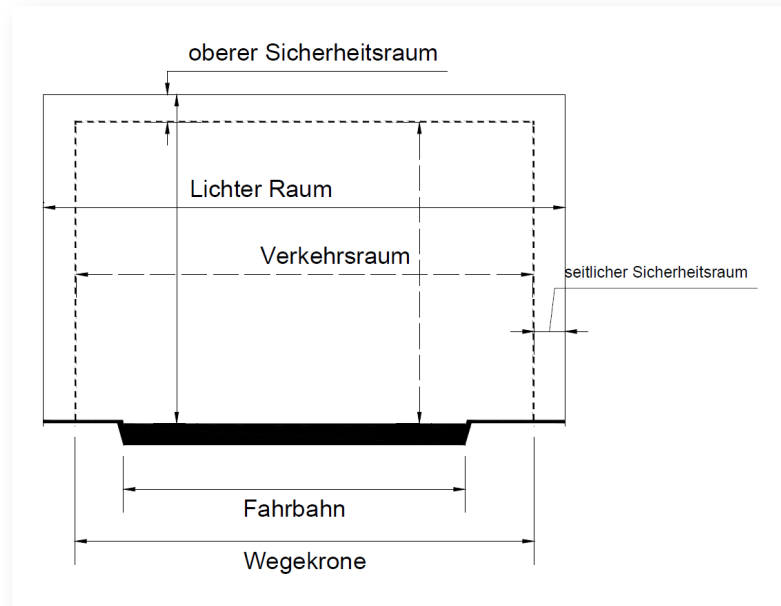 oberer Sicherheitsraum
Lichter Raum
Verkehrsraum
seitlicher Sicherheitsraum
Fahrbahn
Wegekrone